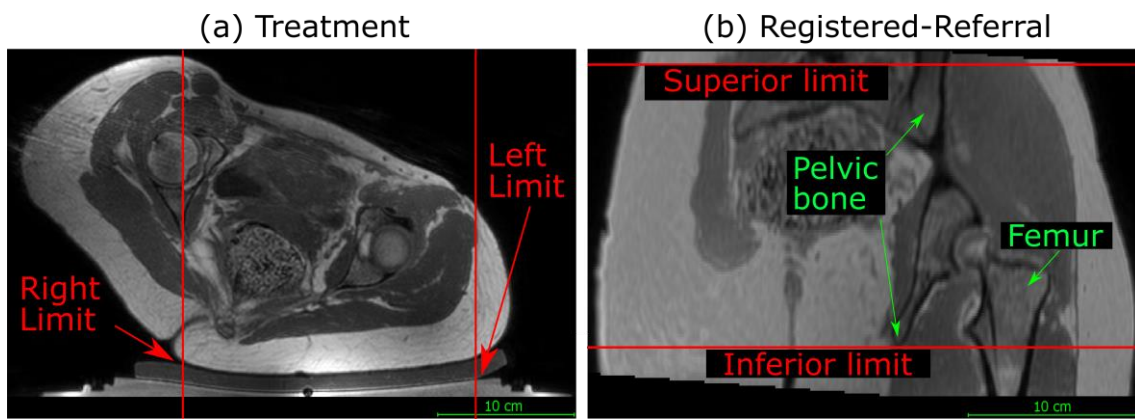 (a) Treatment
(b) Registered-Referral
Left
Limit
Right
Limit
10 cm
Superior limit
Pelvic
bone
Femur
Inferior limit
10 cm